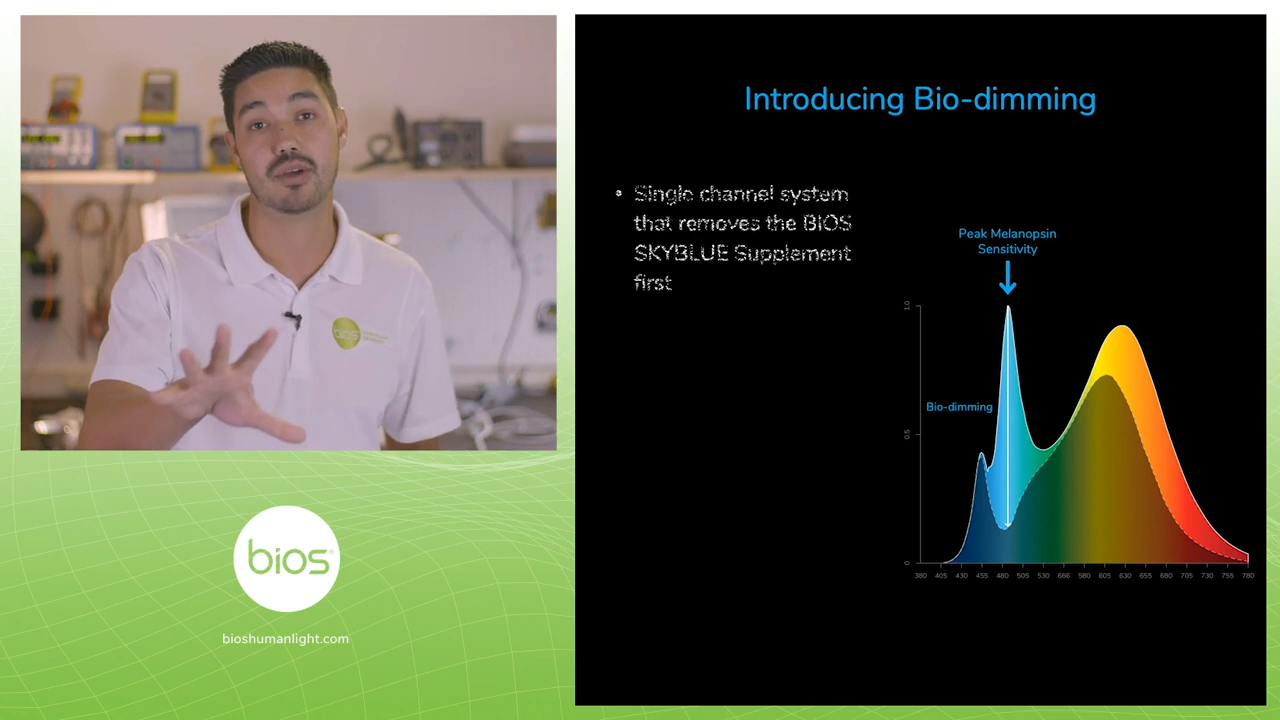 Introducing Bio-dimming
• Single channel system
that removes the BIOS
SKYBLUE Supplement
first
Peak Melanopsin
Sensitivity
1.0
Bio-dimming
0.5
0
380 405 430 455 480 505 530 666 580 605 630 655 680 705 730 755 780
bios
bios®
bioshumanlight.com